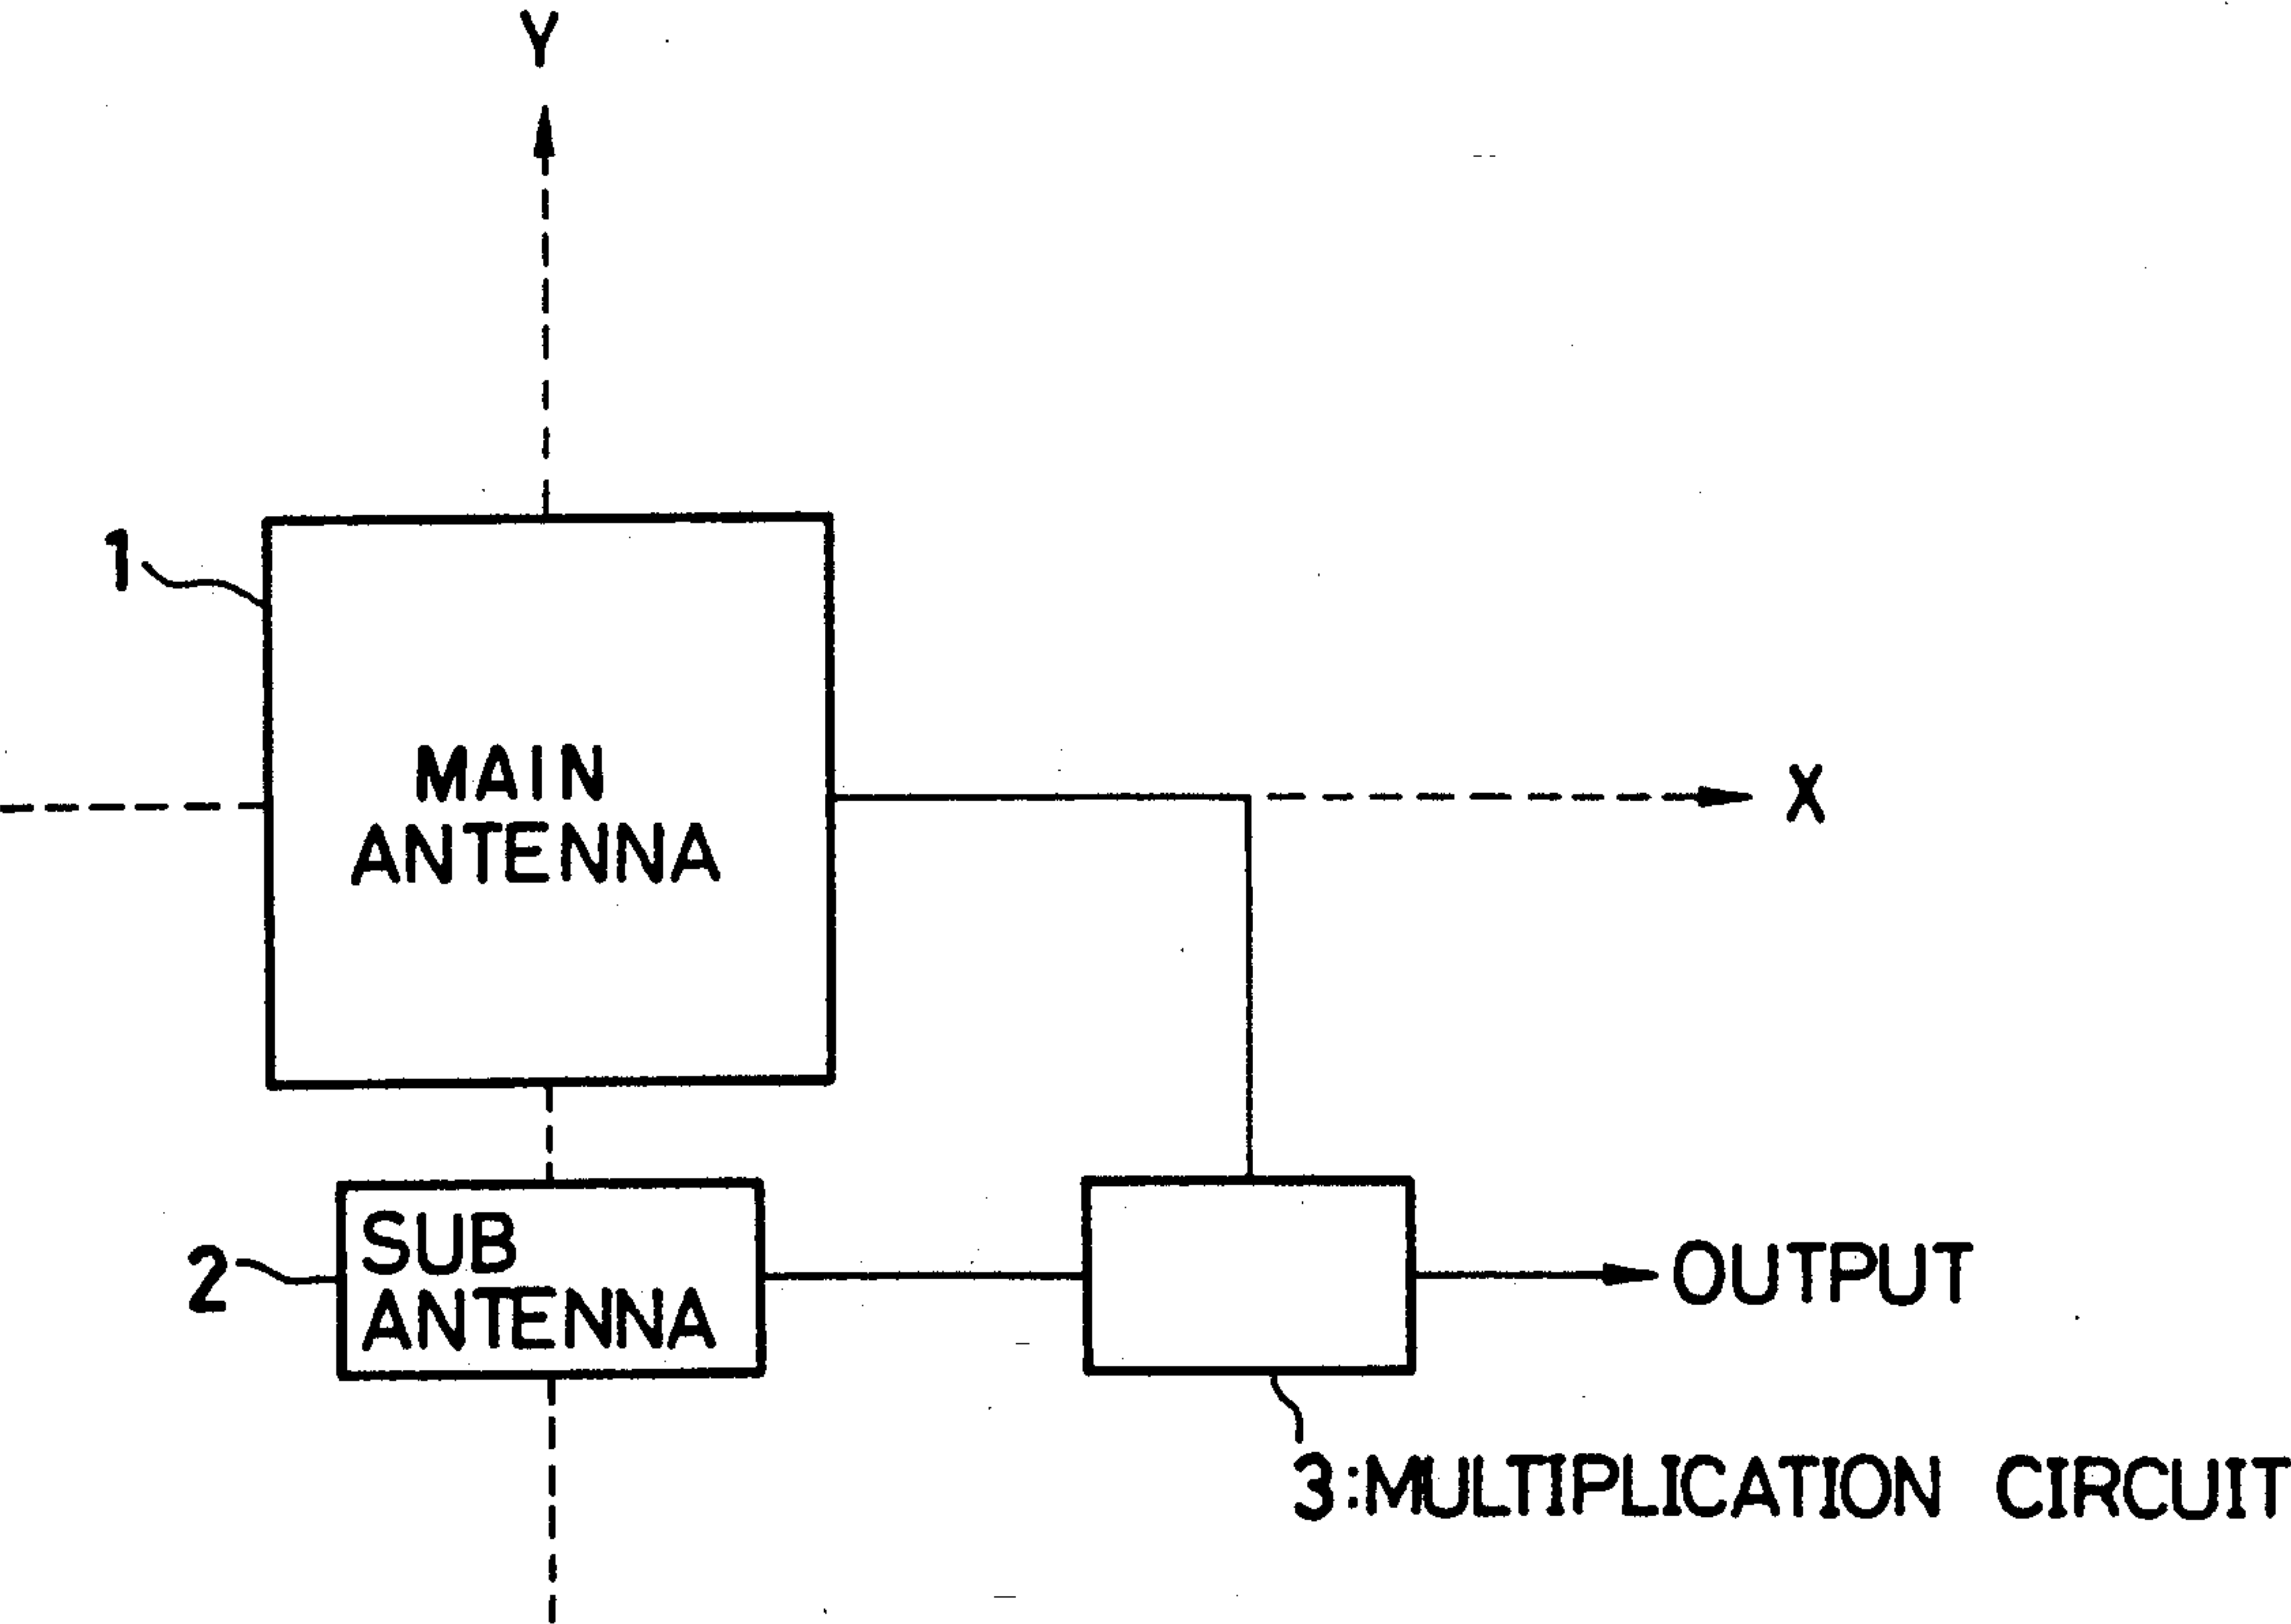 Y
1
MAIN
ANTENNA
X
2
SUB
ANTENNA
OUTPUT
3:MULTIPLICATION CIRCUIT